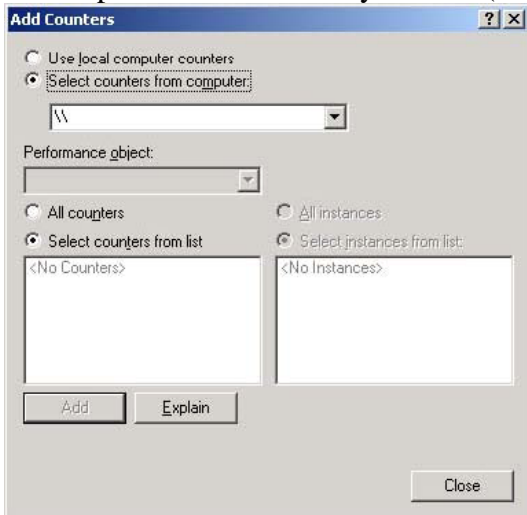 Add Counters
Use local computer counters
Select counters from computer:
\\
Performance object:
All counters
All instances
Select counters from list
Select instances from list:
<No Counters>
<No Instances>
Add
Explain
Close